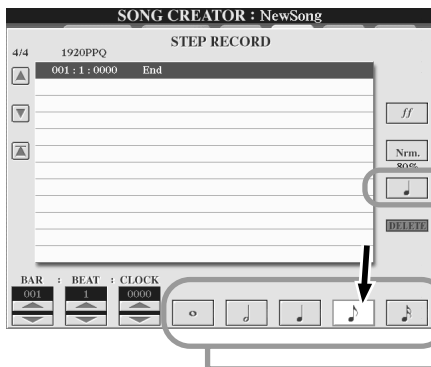 SONG CREATOR : NewSong
STEP RECORD
4/4 1920PPQ
001 : 1 : 0000 End
ff
Nrm.
80%
DELETE
BAR : BEAT : CLOCK
001 1 0000